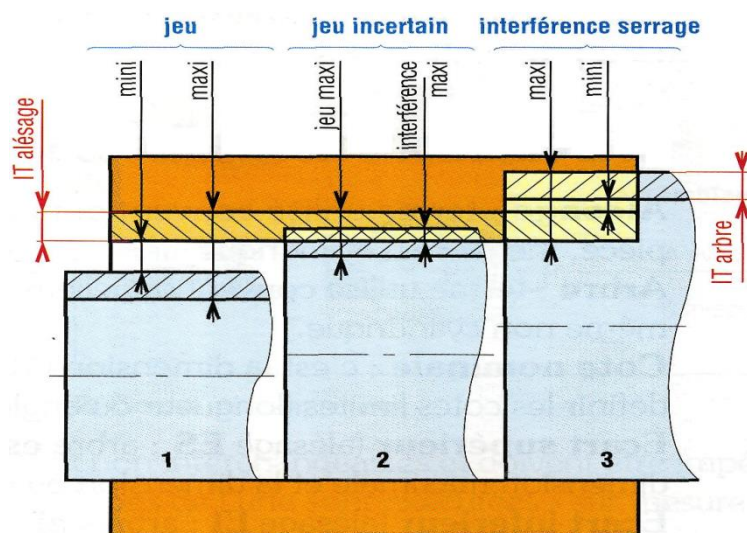 jeu
jeu incertain
interférence serrage
mini
maxi
jeu maxi
interférence
maxi
maxi
mini
IT alésage
IT arbre
1
2
3